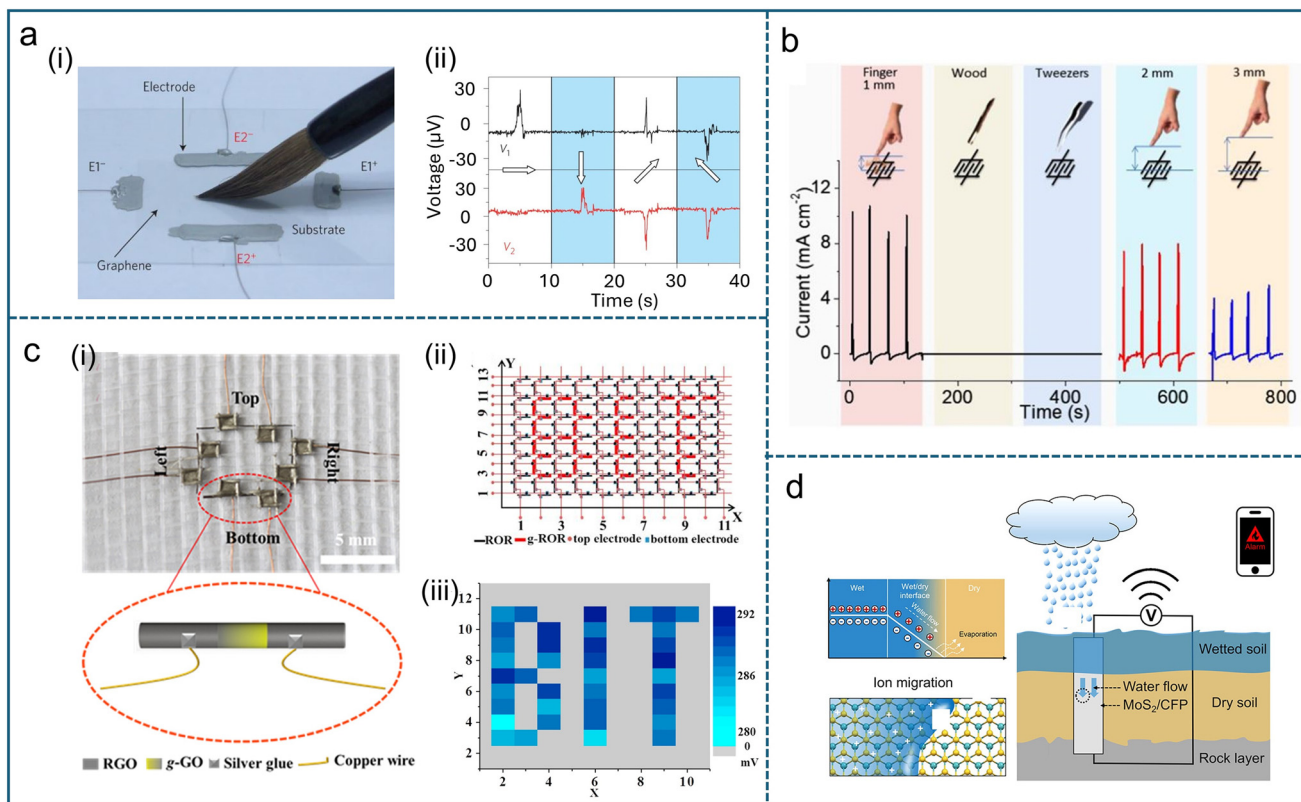 a
(i)
Electrode
E2⁻
E1⁻
E1⁺
Substrate
Graphene
E2⁺
(ii)
Voltage (µV)
30
0
-30
30
0
-30
V₁
V₂
0 10 20 30 40
Time (s)
b
Finger
1 mm
Wood
Tweezers
2 mm
3 mm
Current (mA cm⁻²)
12
8
4
0
0 200 400 600 800
Time (s)
c
(i)
Top
Left
Right
Bottom
5 mm
RGO g-GO Silver glue Copper wire
(ii)
Y
13
11
9
7
5
3
1
1 3 5 7 9 11
X
ROR g-ROR top electrode bottom electrode
(iii)
Y
12
11
10
8
6
4
2
2 4 6 8 10
X
292
286
280
0
mV
d
Wet
Wet/dry
interface
Dry
Water flow
Evaporation
Ion migration
Alarm
V
Wetted soil
Water flow
MoS₂/CFP
Dry soil
Rock layer